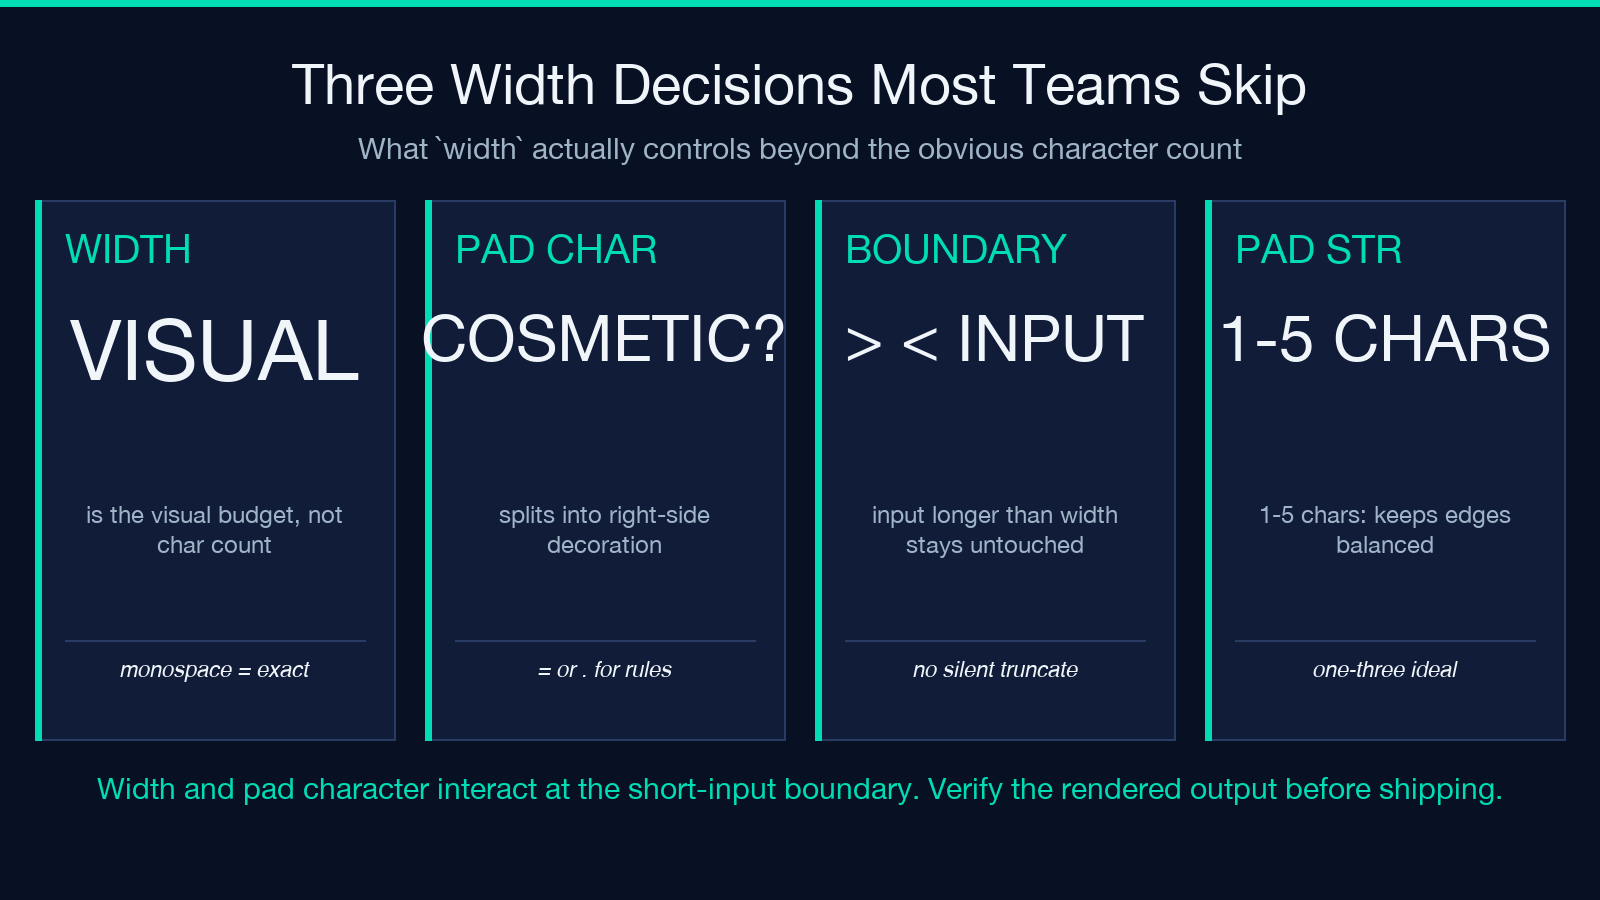 Three Width Decisions Most Teams Skip
What `width` actually controls beyond the obvious character count
WIDTH
VISUAL
is the visual budget, not
char count
monospace = exact
PAD CHAR
COSMETIC?
splits into right-side
decoration
= or . for rules
BOUNDARY
> < INPUT
input longer than width
stays untouched
no silent truncate
PAD STR
1-5 CHARS
1-5 chars: keeps edges
balanced
one-three ideal
Width and pad character interact at the short-input boundary. Verify the rendered output before shipping.